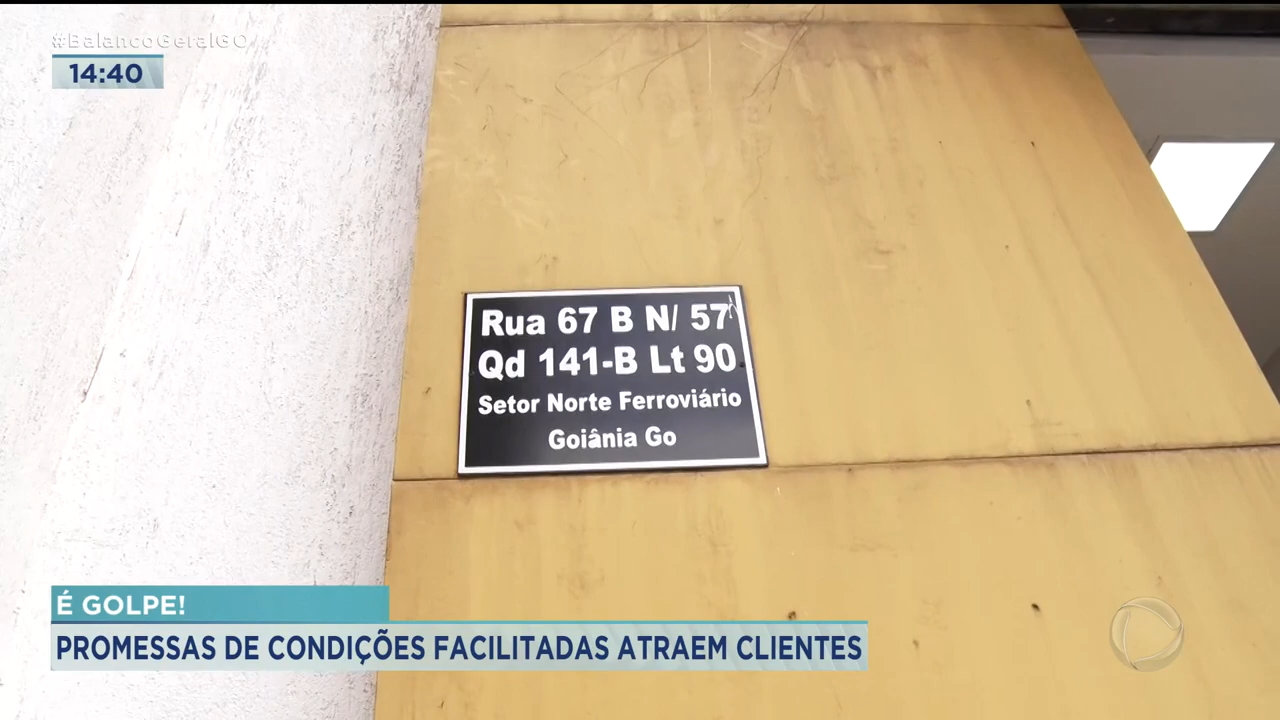 #BalancoGeralGO
14:40
Rua 67 B N/ 57
Qd 141-B Lt 90
Setor Norte Ferroviário
Goiânia Go
É GOLPE!
PROMESSAS DE CONDIÇÕES FACILITADAS ATRAEM CLIENTES